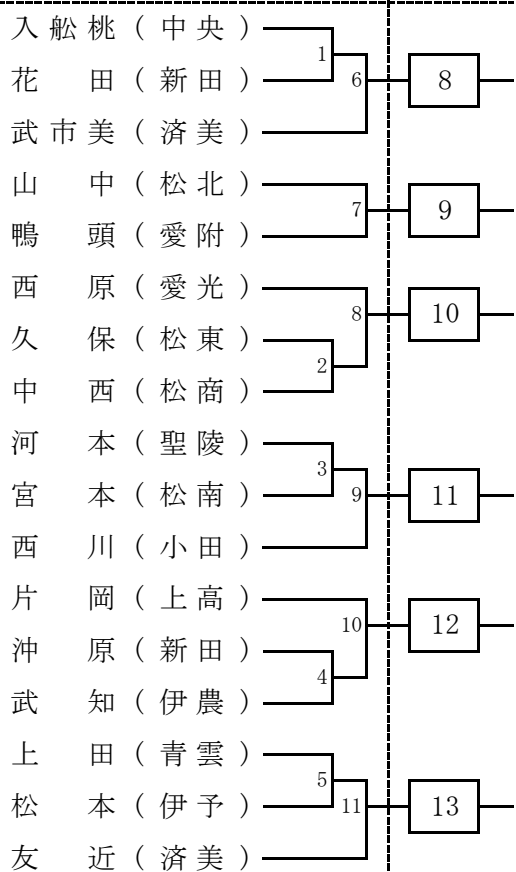 入舩桃(中央)
1
花田(新田)
6
8
武市美(済美)
山中(松北)
7
9
鴨頭(愛附)
西原(愛光)
8
10
久保(松東)
2
中西(松商)
河本(聖陵)
3
宮本(松南)
9
11
西川(小田)
片岡(上高)
10
12
沖原(新田)
4
武知(伊農)
上田(青雲)
5
松本(伊予)
11
13
友近(済美)